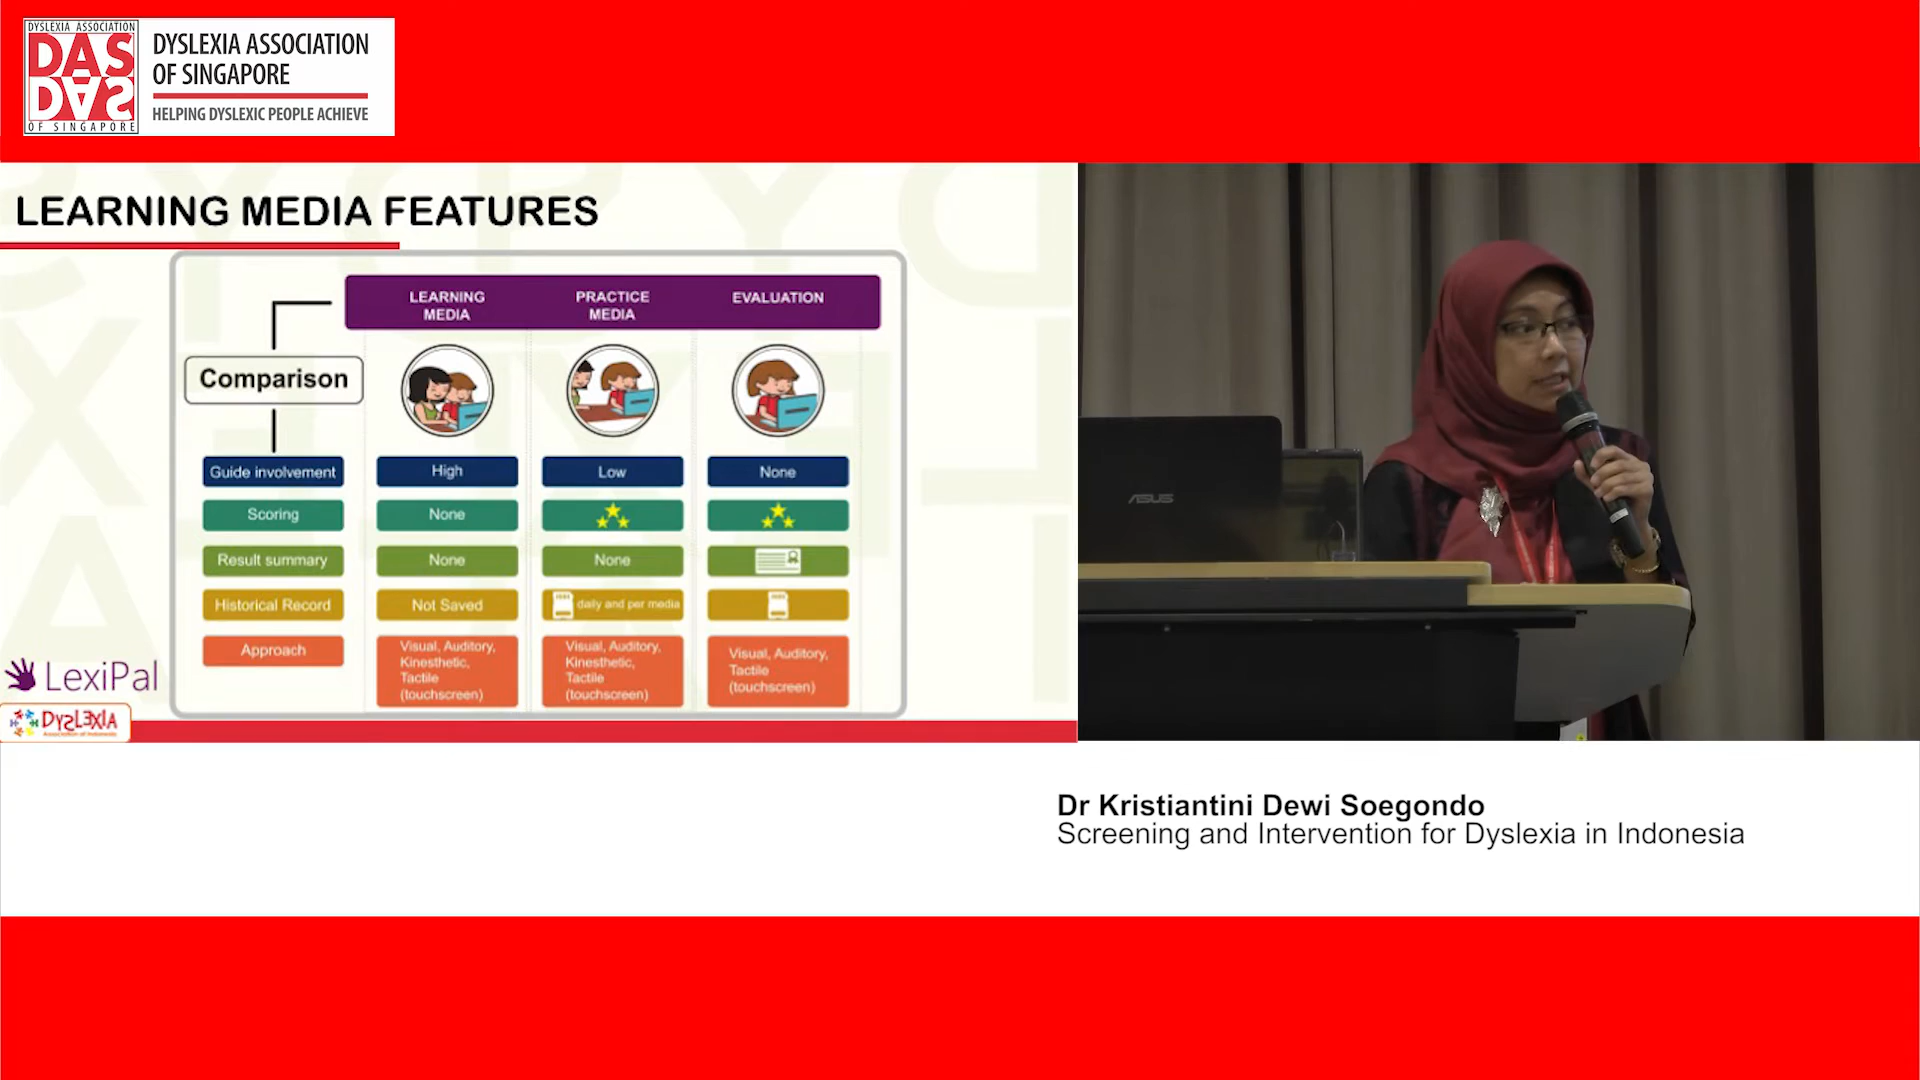 DYSLEXIA ASSOCIATION
DAS
DAS
OF SINGAPORE
DYSLEXIA ASSOCIATION
OF SINGAPORE
HELPING DYSLEXIC PEOPLE ACHIEVE
LEARNING MEDIA FEATURES
LEARNING
MEDIA
PRACTICE
MEDIA
EVALUATION
Comparison
Guide involvement
High
Low
None
Scoring
None
Result summary
None
None
Historical Record
Not Saved
daily and per media
Approach
Visual, Auditory,
Kinesthetic,
Tactile
(touchscreen)
Visual, Auditory,
Kinesthetic,
Tactile
(touchscreen)
Visual, Auditory,
Tactile
(touchscreen)
LexiPal
DYSLEXIA
Association of Indonesia
ASUS
Dr Kristiantini Dewi Soegondo
Screening and Intervention for Dyslexia in Indonesia